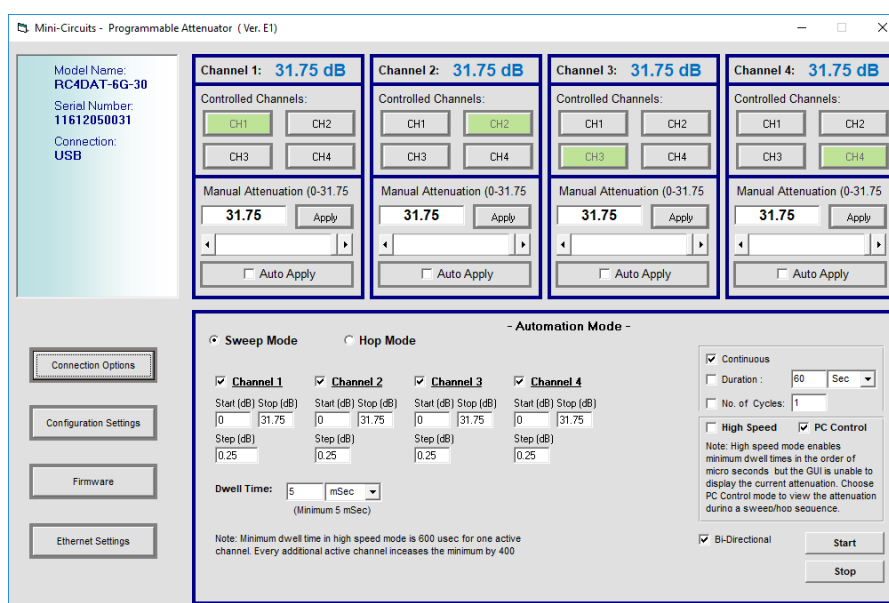 Mini-Circuits - Programmable Attenuator ( Ver. E1)
Model Name:
RC4DAT-6G-30
Serial Number:
11612050031
Connection:
USB
Channel 1: 31.75 dB
Controlled Channels:
CH1 CH2
CH3 CH4
Manual Attenuation (0-31.75
31.75 Apply
Auto Apply
Channel 2: 31.75 dB
Controlled Channels:
CH1 CH2
CH3 CH4
Manual Attenuation (0-31.75
31.75 Apply
Auto Apply
Channel 3: 31.75 dB
Controlled Channels:
CH1 CH2
CH3 CH4
Manual Attenuation (0-31.75
31.75 Apply
Auto Apply
Channel 4: 31.75 dB
Controlled Channels:
CH1 CH2
CH3 CH4
Manual Attenuation (0-31.75
31.75 Apply
Auto Apply
Connection Options
Configuration Settings
Firmware
Ethernet Settings
- Automation Mode -
Sweep Mode Hop Mode
Channel 1 Channel 2 Channel 3 Channel 4
Start (dB) Stop (dB) Start (dB) Stop (dB) Start (dB) Stop (dB) Start (dB) Stop (dB)
0 31.75 0 31.75 0 31.75 0 31.75
Step (dB) Step (dB) Step (dB) Step (dB)
0.25 0.25 0.25 0.25
Dwell Time: 5 mSec
(Minimum 5 mSec)
Note: Minimum dwell time in high speed mode is 600 usec for one active
channel. Every additional active channel inceases the minimum by 400
Continuous
Duration : 60 Sec
No. of Cycles: 1
High Speed PC Control
Note: High speed mode enables
minimum dwell times in the order of
micro seconds but the GUI is unable to
display the current attenuation. Choose
PC Control mode to view the attenuation
during a sweep/hop sequence.
Bi-Directional Start
Stop